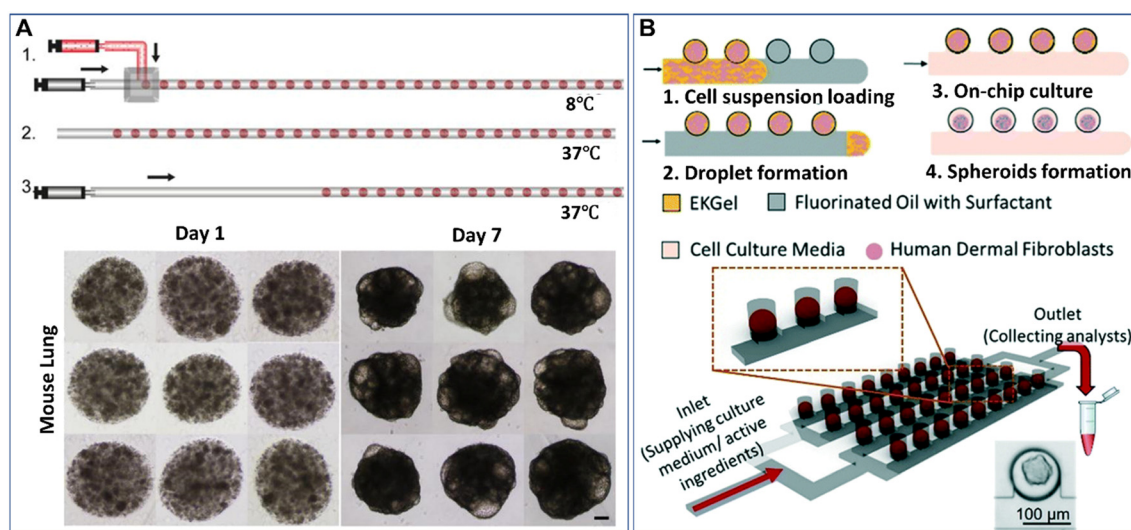 A
1.
8°C
2.
37°C
3
37°C
Day 1
Day 7
Mouse Lung
B
1. Cell suspension loading
3. On-chip culture
2. Droplet formation
4. Spheroids formation
EKGel
Fluorinated Oil with Surfactant
Cell Culture Media
Human Dermal Fibroblasts
Outlet
(Collecting analysts)
Inlet
(Supplying culture
medium/ active
ingredients)
100 µm